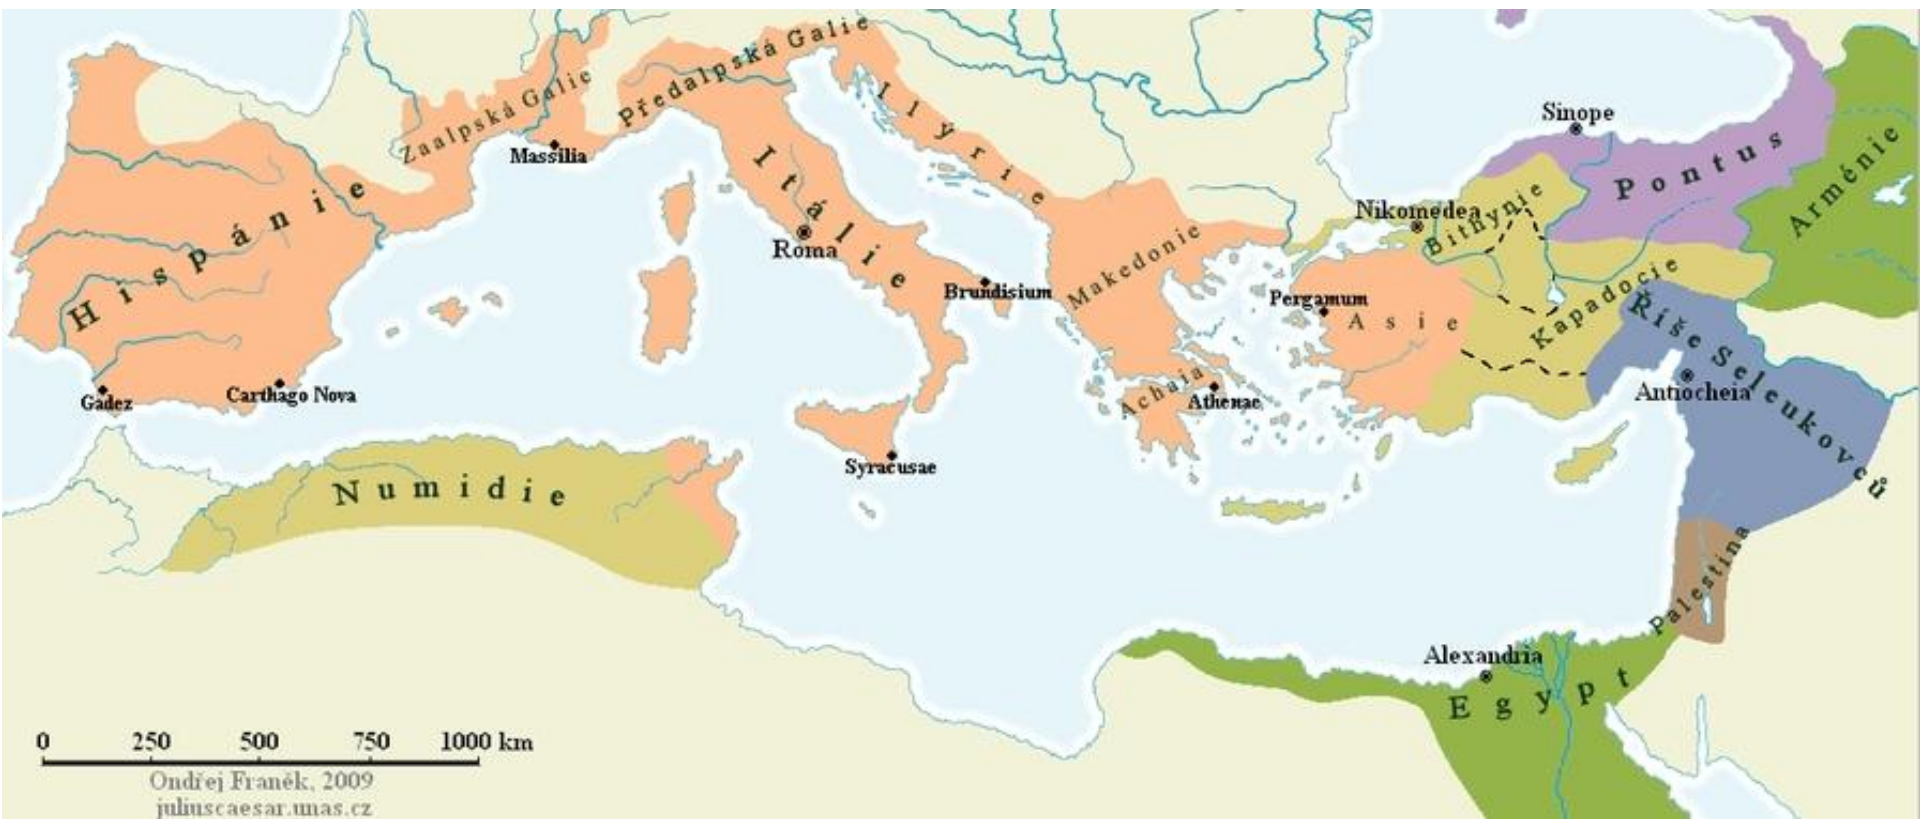 Předalpská Galie
Zaalpská Galie
Massilia
Ilýrie
Sinope
Pontus
Arménie
Hispánie
Itálie
Roma
Nikomedea
Bithynie
Makedonie
Brundisium
Pergamum
Asie
Kapadocie
Říše Seleukovců
Antiocheia
Gadez
Carthago Nova
Achaia
Athenae
Syracusae
Numidie
Palestina
Alexandria
Egypt
0 250 500 750 1000 km
Ondřej Franěk, 2009
juliuscaesar.unas.cz